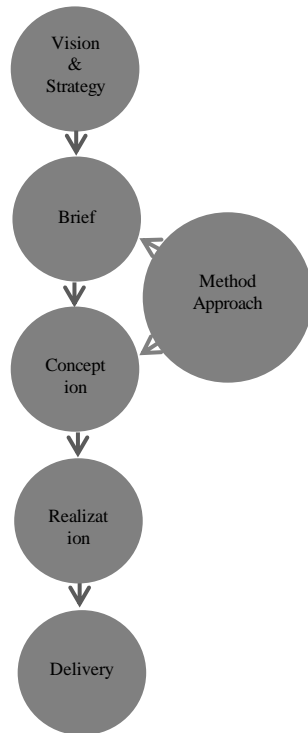 Vision
&
Strategy
Brief
Method
Approach
Concept
ion
Realizat
ion
Delivery